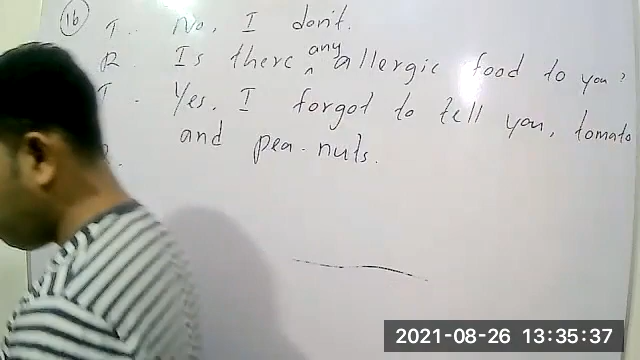 16 T. No, I don't.
R. Is there any allergic food to you?
T. Yes, I forgot to tell you, tomato
and pea-nuts.
R.
2021-08-26 13:35:37